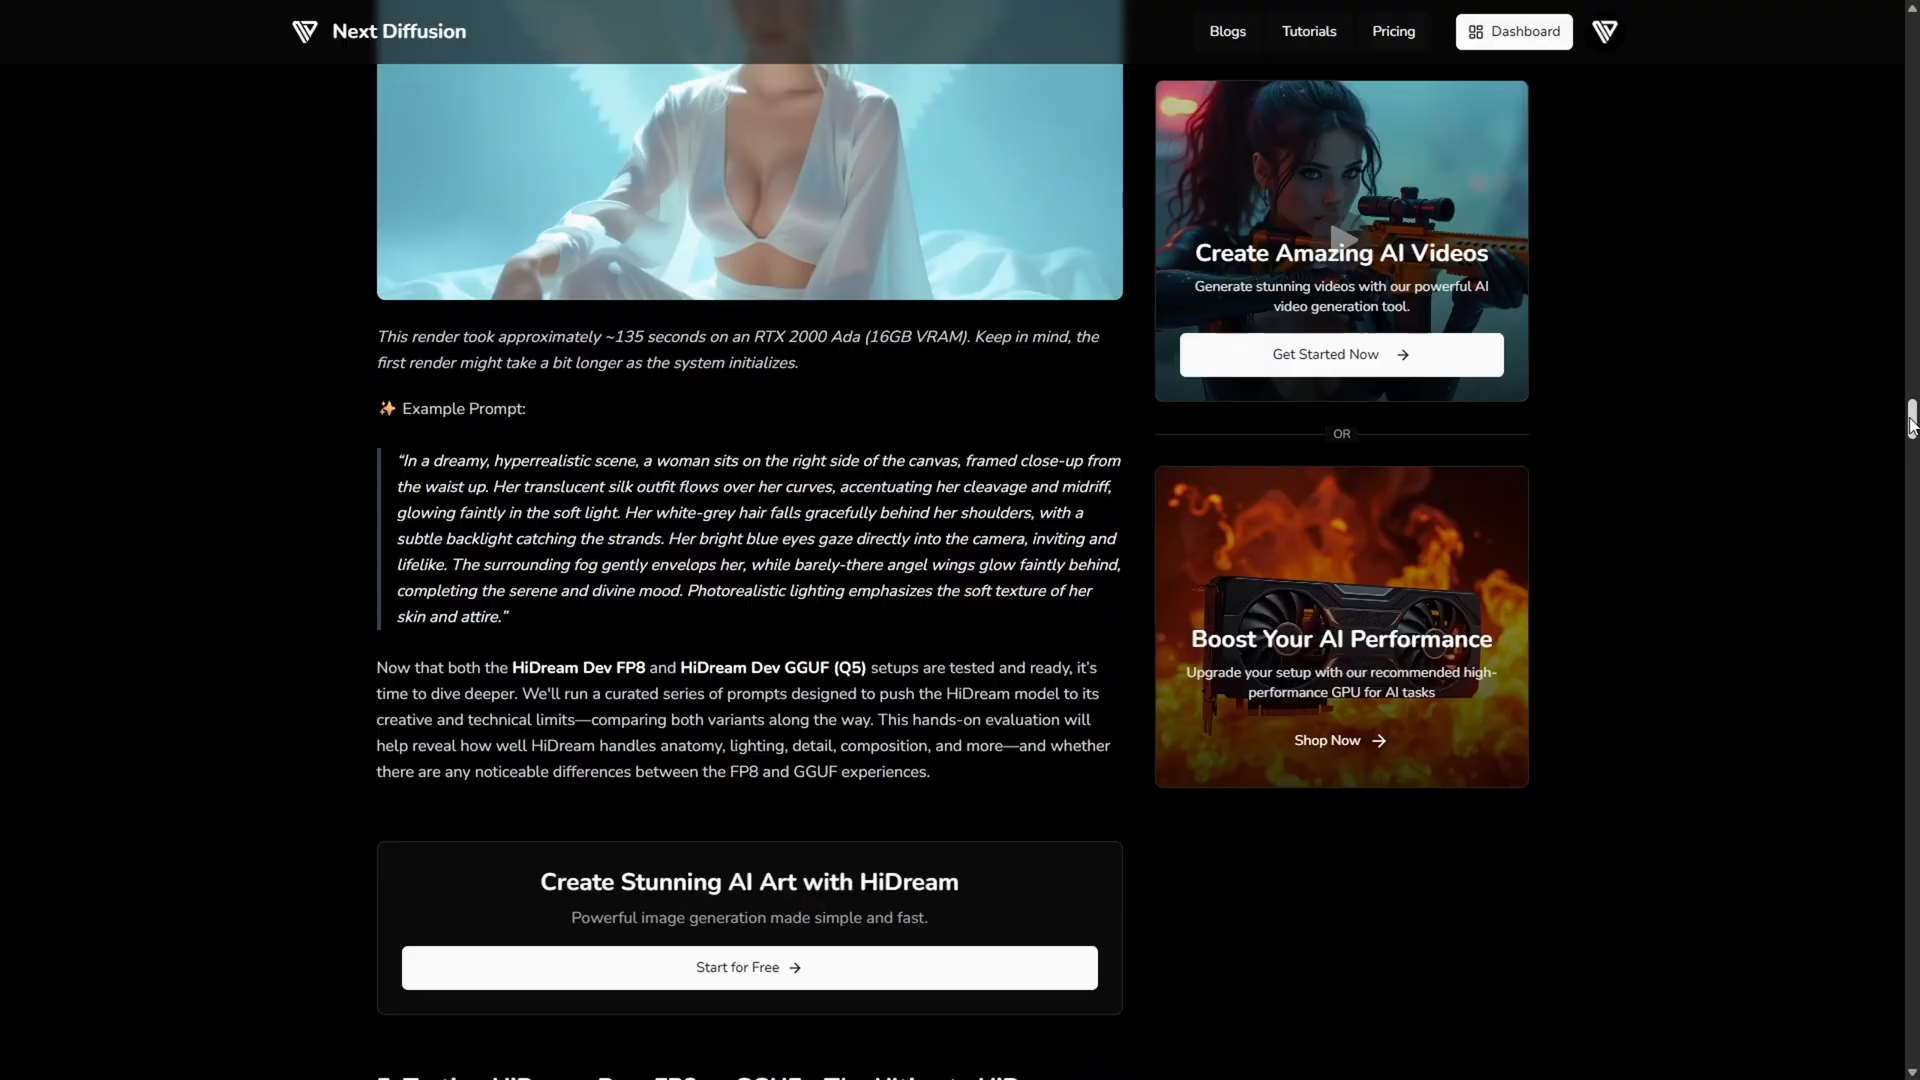 Next Diffusion
Blogs
Tutorials
Pricing
Dashboard
This render took approximately ~135 seconds on an RTX 2000 Ada (16GB VRAM). Keep in mind, the
first render might take a bit longer as the system initializes.
✨ Example Prompt:
“In a dreamy, hyperrealistic scene, a woman sits on the right side of the canvas, framed close-up from
the waist up. Her translucent silk outfit flows over her curves, accentuating her cleavage and midriff,
glowing faintly in the soft light. Her white-grey hair falls gracefully behind her shoulders, with a
subtle backlight catching the strands. Her bright blue eyes gaze directly into the camera, inviting and
lifelike. The surrounding fog gently envelops her, while barely-there angel wings glow faintly behind,
completing the serene and divine mood. Photorealistic lighting emphasizes the soft texture of her
skin and attire.”
Now that both the HiDream Dev FP8 and HiDream Dev GGUF (Q5) setups are tested and ready, it's
time to dive deeper. We'll run a curated series of prompts designed to push the HiDream model to its
creative and technical limits—comparing both variants along the way. This hands-on evaluation will
help reveal how well HiDream handles anatomy, lighting, detail, composition, and more—and whether
there are any noticeable differences between the FP8 and GGUF experiences.
Create Stunning AI Art with HiDream
Powerful image generation made simple and fast.
Start for Free →
Create Amazing AI Videos
Generate stunning videos with our powerful AI
video generation tool.
Get Started Now →
OR
Boost Your AI Performance
Upgrade your setup with our recommended high-
performance GPU for AI tasks
Shop Now →